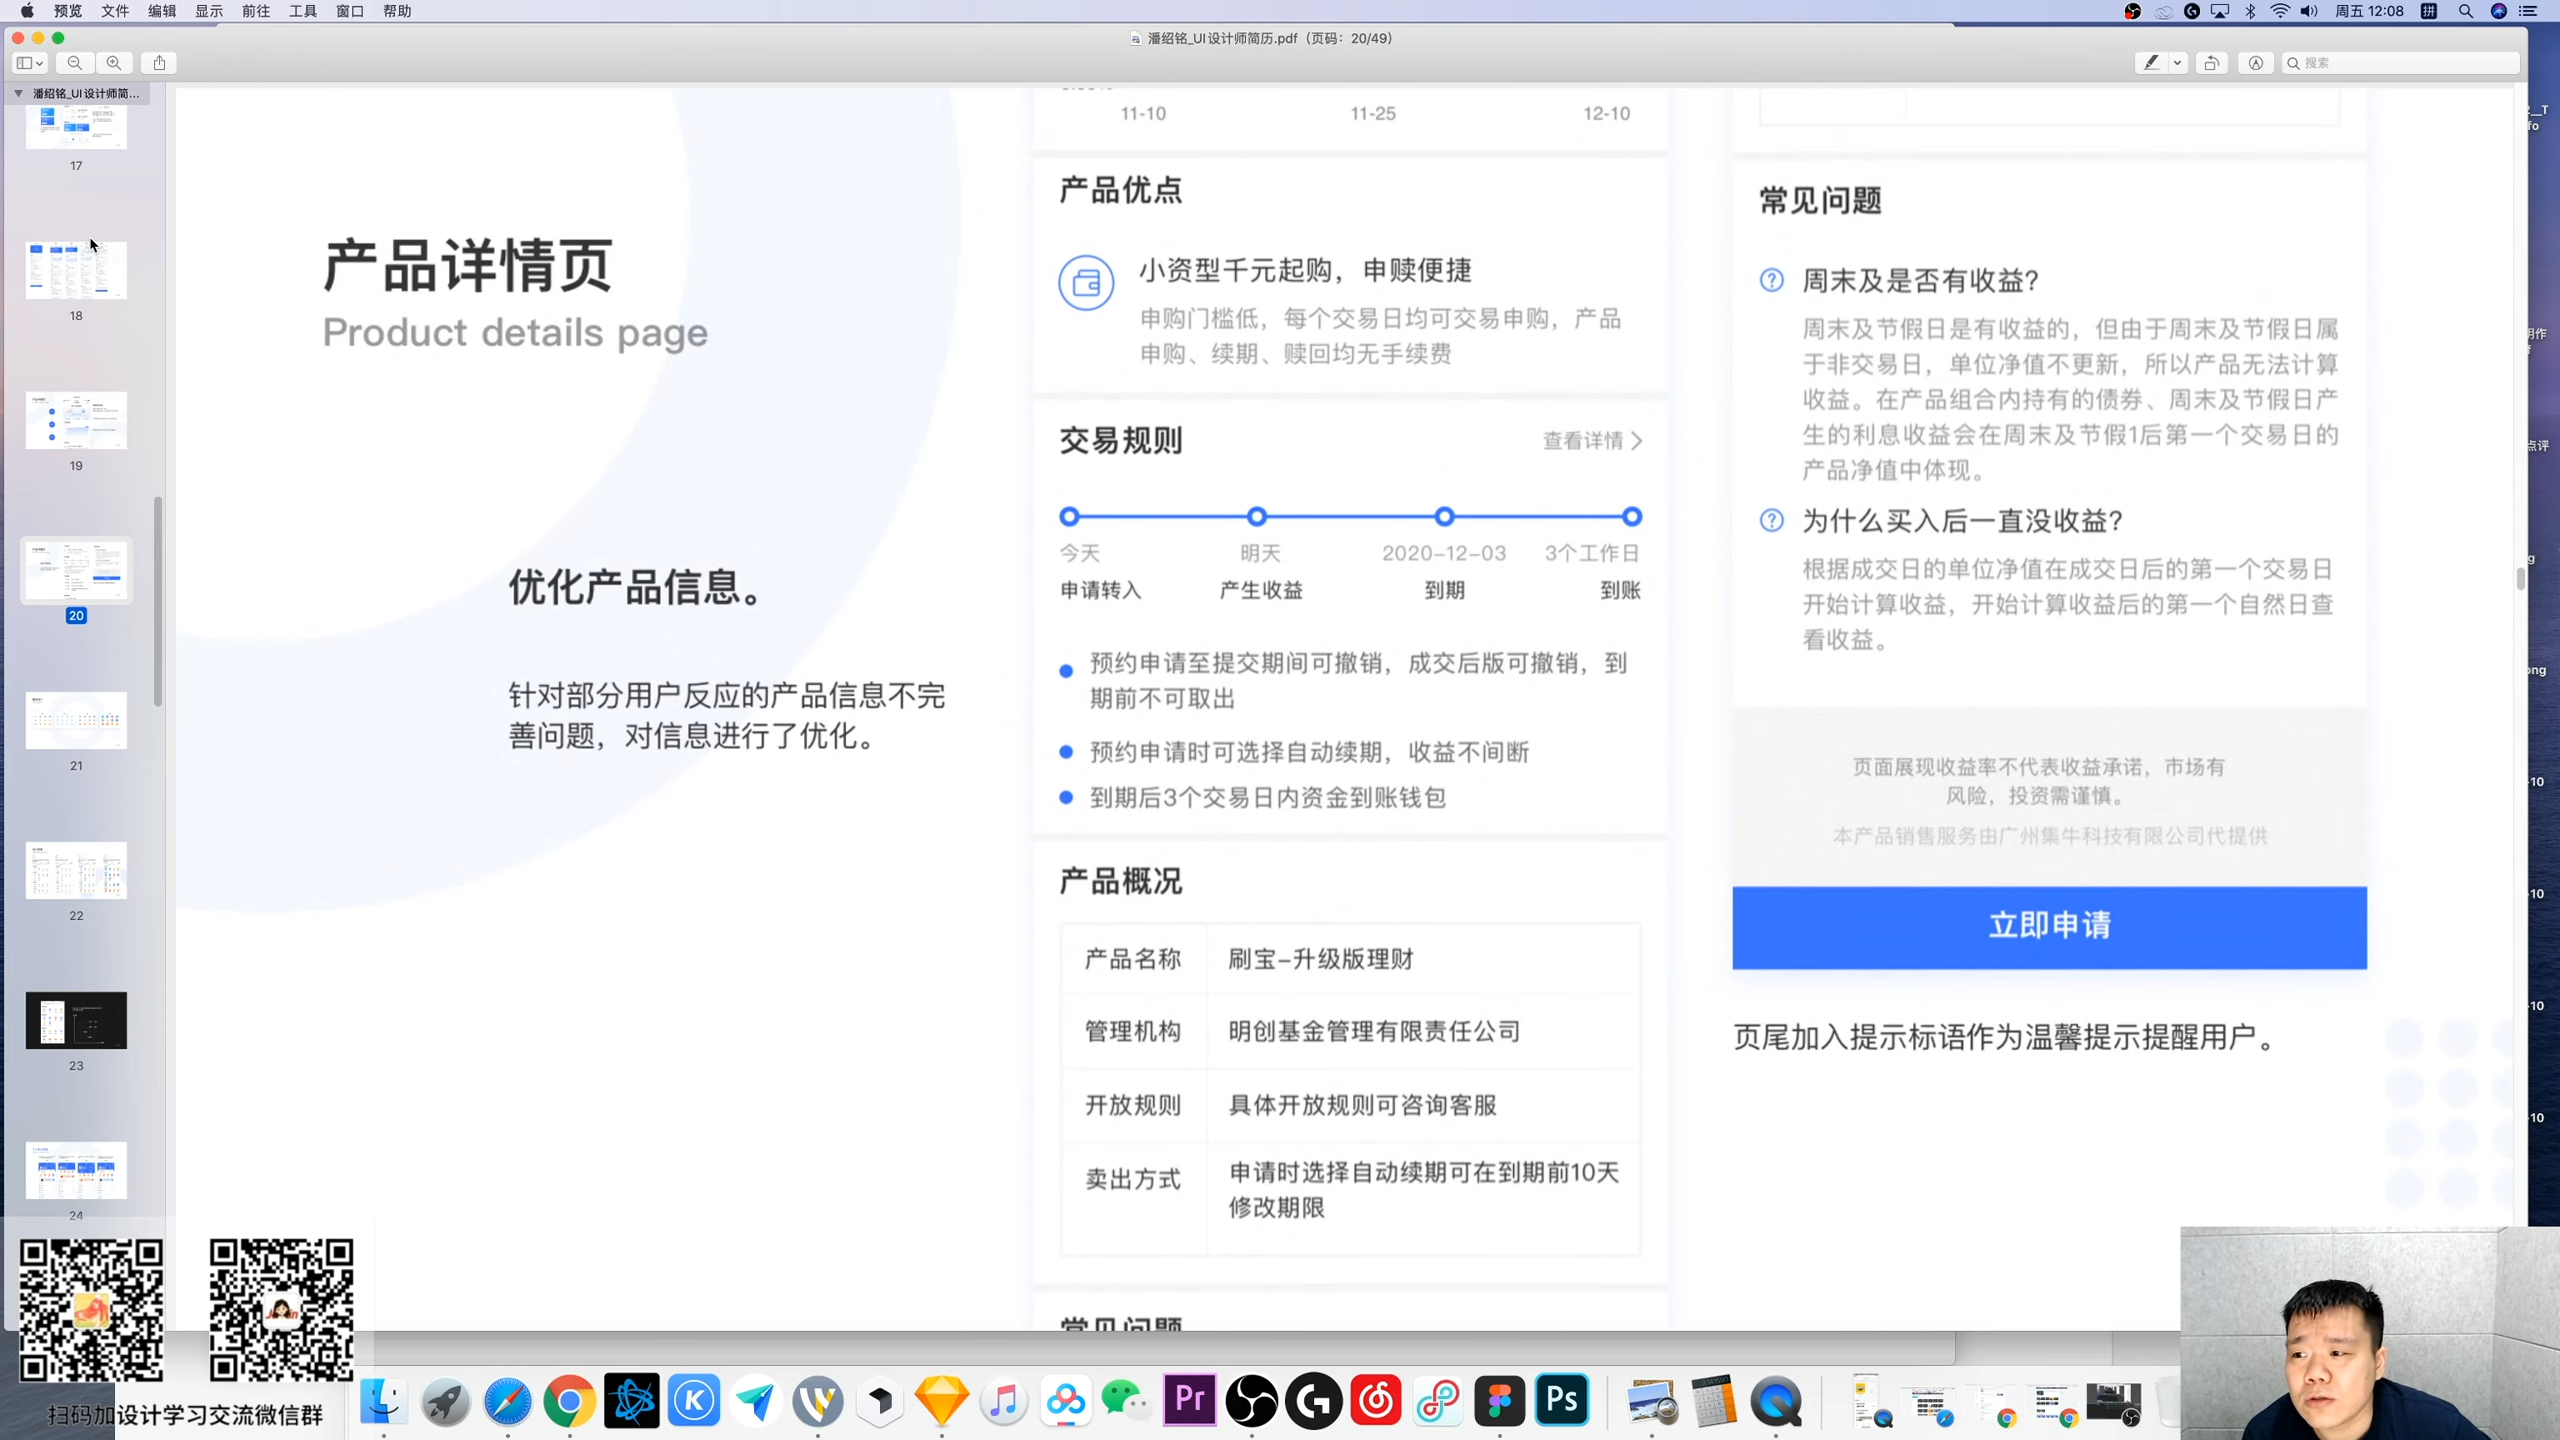 预览 文件 编辑 显示 前往 工具 窗口 帮助
周五 12:08
拼
潘绍铭_UI设计师简历.pdf（页码：20/49）
搜索
潘绍铭_UI设计师简...
17
18
19
20
21
22
23
24
产品详情页
Product details page
优化产品信息。
针对部分用户反应的产品信息不完
善问题，对信息进行了优化。
11-10 11-25 12-10
产品优点
小资型千元起购，申赎便捷
申购门槛低，每个交易日均可交易申购，产品
申购、续期、赎回均无手续费
交易规则 查看详情
今天 明天 2020-12-03 3个工作日
申请转入 产生收益 到期 到账
预约申请至提交期间可撤销，成交后版可撤销，到
期前不可取出
预约申请时可选择自动续期，收益不间断
到期后3个交易日内资金到账钱包
产品概况
产品名称 刷宝-升级版理财
管理机构 明创基金管理有限责任公司
开放规则 具体开放规则可咨询客服
卖出方式 申请时选择自动续期可在到期前10天
修改期限
常见问题
常见问题
周末及是否有收益?
周末及节假日是有收益的，但由于周末及节假日属
于非交易日，单位净值不更新，所以产品无法计算
收益。在产品组合内持有的债券、周末及节假日产
生的利息收益会在周末及节假1后第一个交易日的
产品净值中体现。
为什么买入后一直没收益?
根据成交日的单位净值在成交日后的第一个交易日
开始计算收益，开始计算收益后的第一个自然日查
看收益。
页面展现收益率不代表收益承诺，市场有
风险，投资需谨慎。
本产品销售服务由广州集牛科技有限公司代提供
立即申请
页尾加入提示标语作为温馨提示提醒用户。
扫码加设计学习交流微信群
Pr
Ps